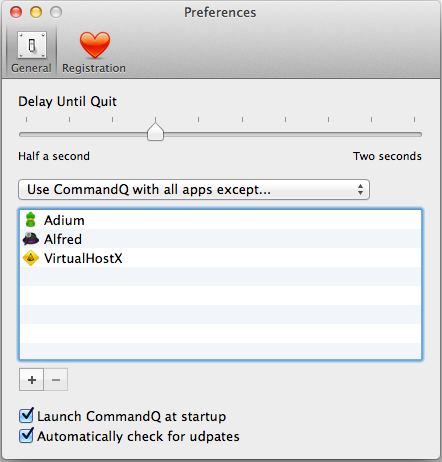 Preferences
General
Registration
Delay Until Quit
Half a second
Two seconds
Use CommandQ with all apps except...
Adium
Alfred
VirtualHostX
Launch CommandQ at startup
Automatically check for udpates